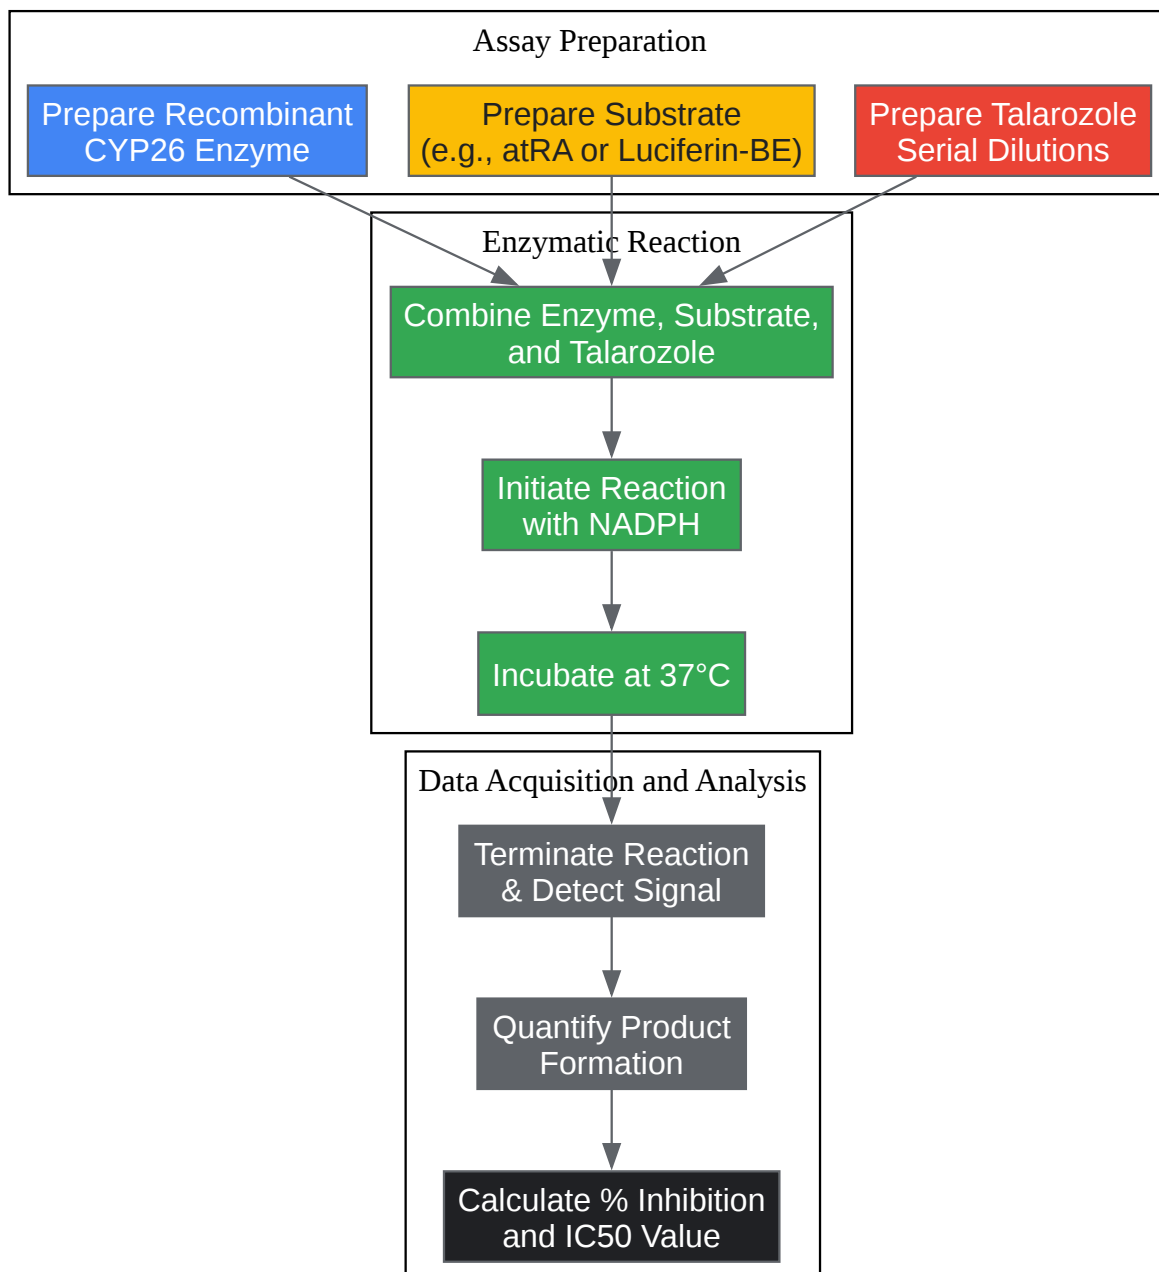 Assay Preparation
Prepare Recombinant
CYP26 Enzyme
Prepare Substrate
(e.g., atRA or Luciferin-BE)
Prepare Talarozole
Serial Dilutions
Enzymatic Reaction
Combine Enzyme, Substrate,
and Talarozole
Initiate Reaction
with NADPH
Incubate at 37°C
Data Acquisition and Analysis
Terminate Reaction
& Detect Signal
Quantify Product
Formation
Calculate % Inhibition
and IC50 Value